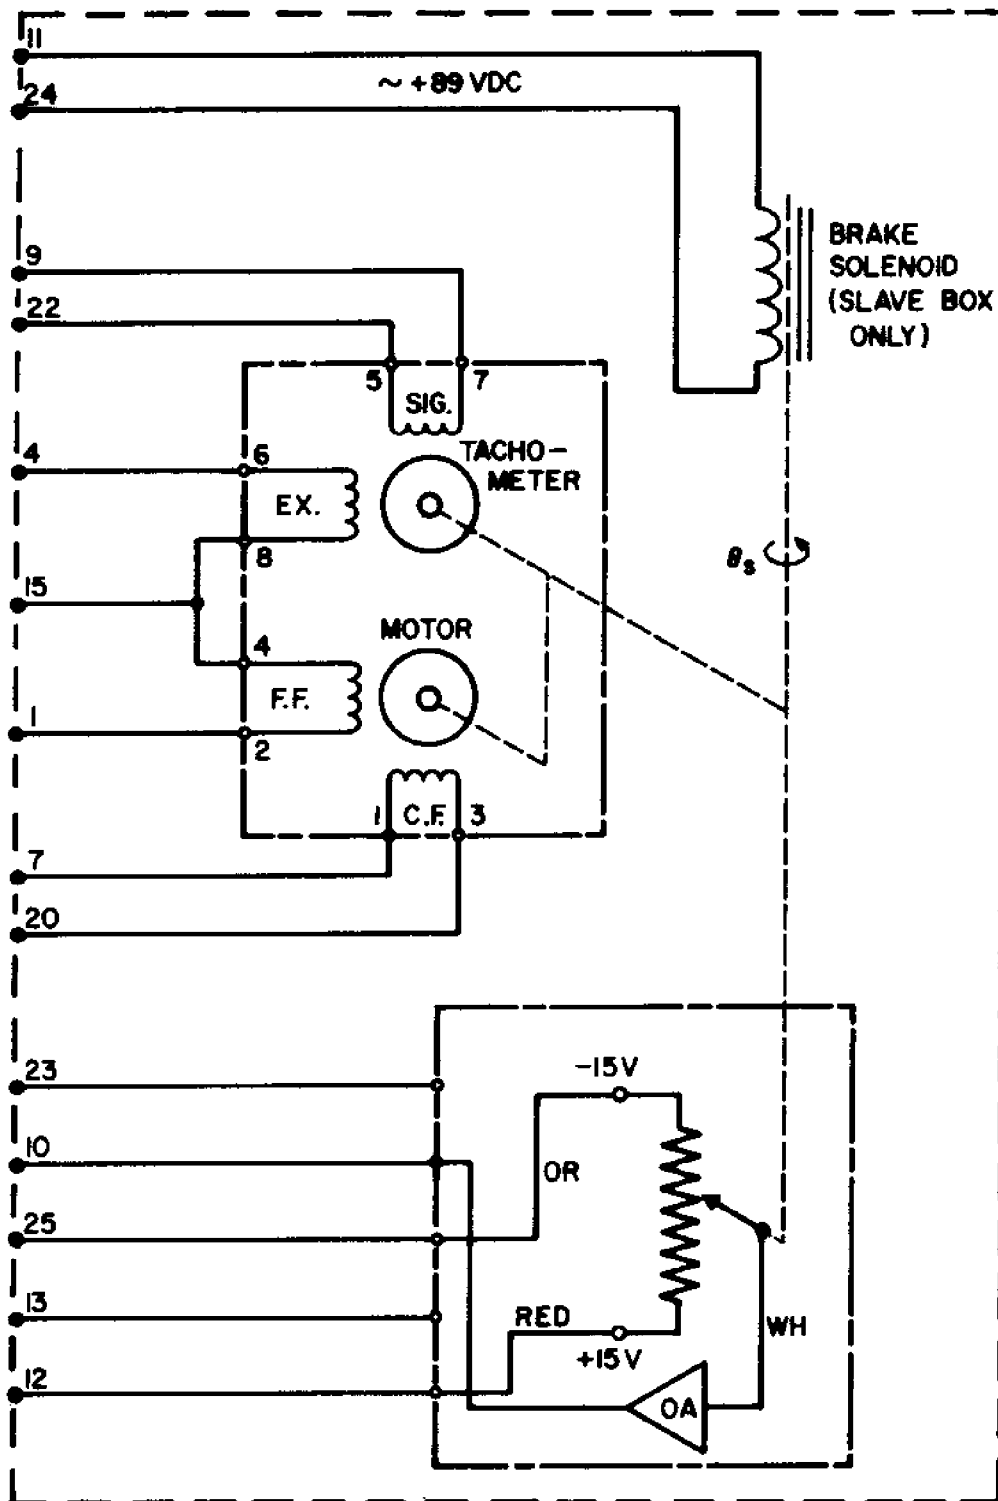 11
~ +89 VDC
24
BRAKE
SOLENOID
(SLAVE BOX
ONLY)
9
22
5
7
SIG.
TACHO-
METER
4
6
EX.
8
θs
15
MOTOR
4
F.F.
1
2
1
C.F.
3
7
20
23
-15V
10
OR
25
13
RED
WH
+15V
12
OA